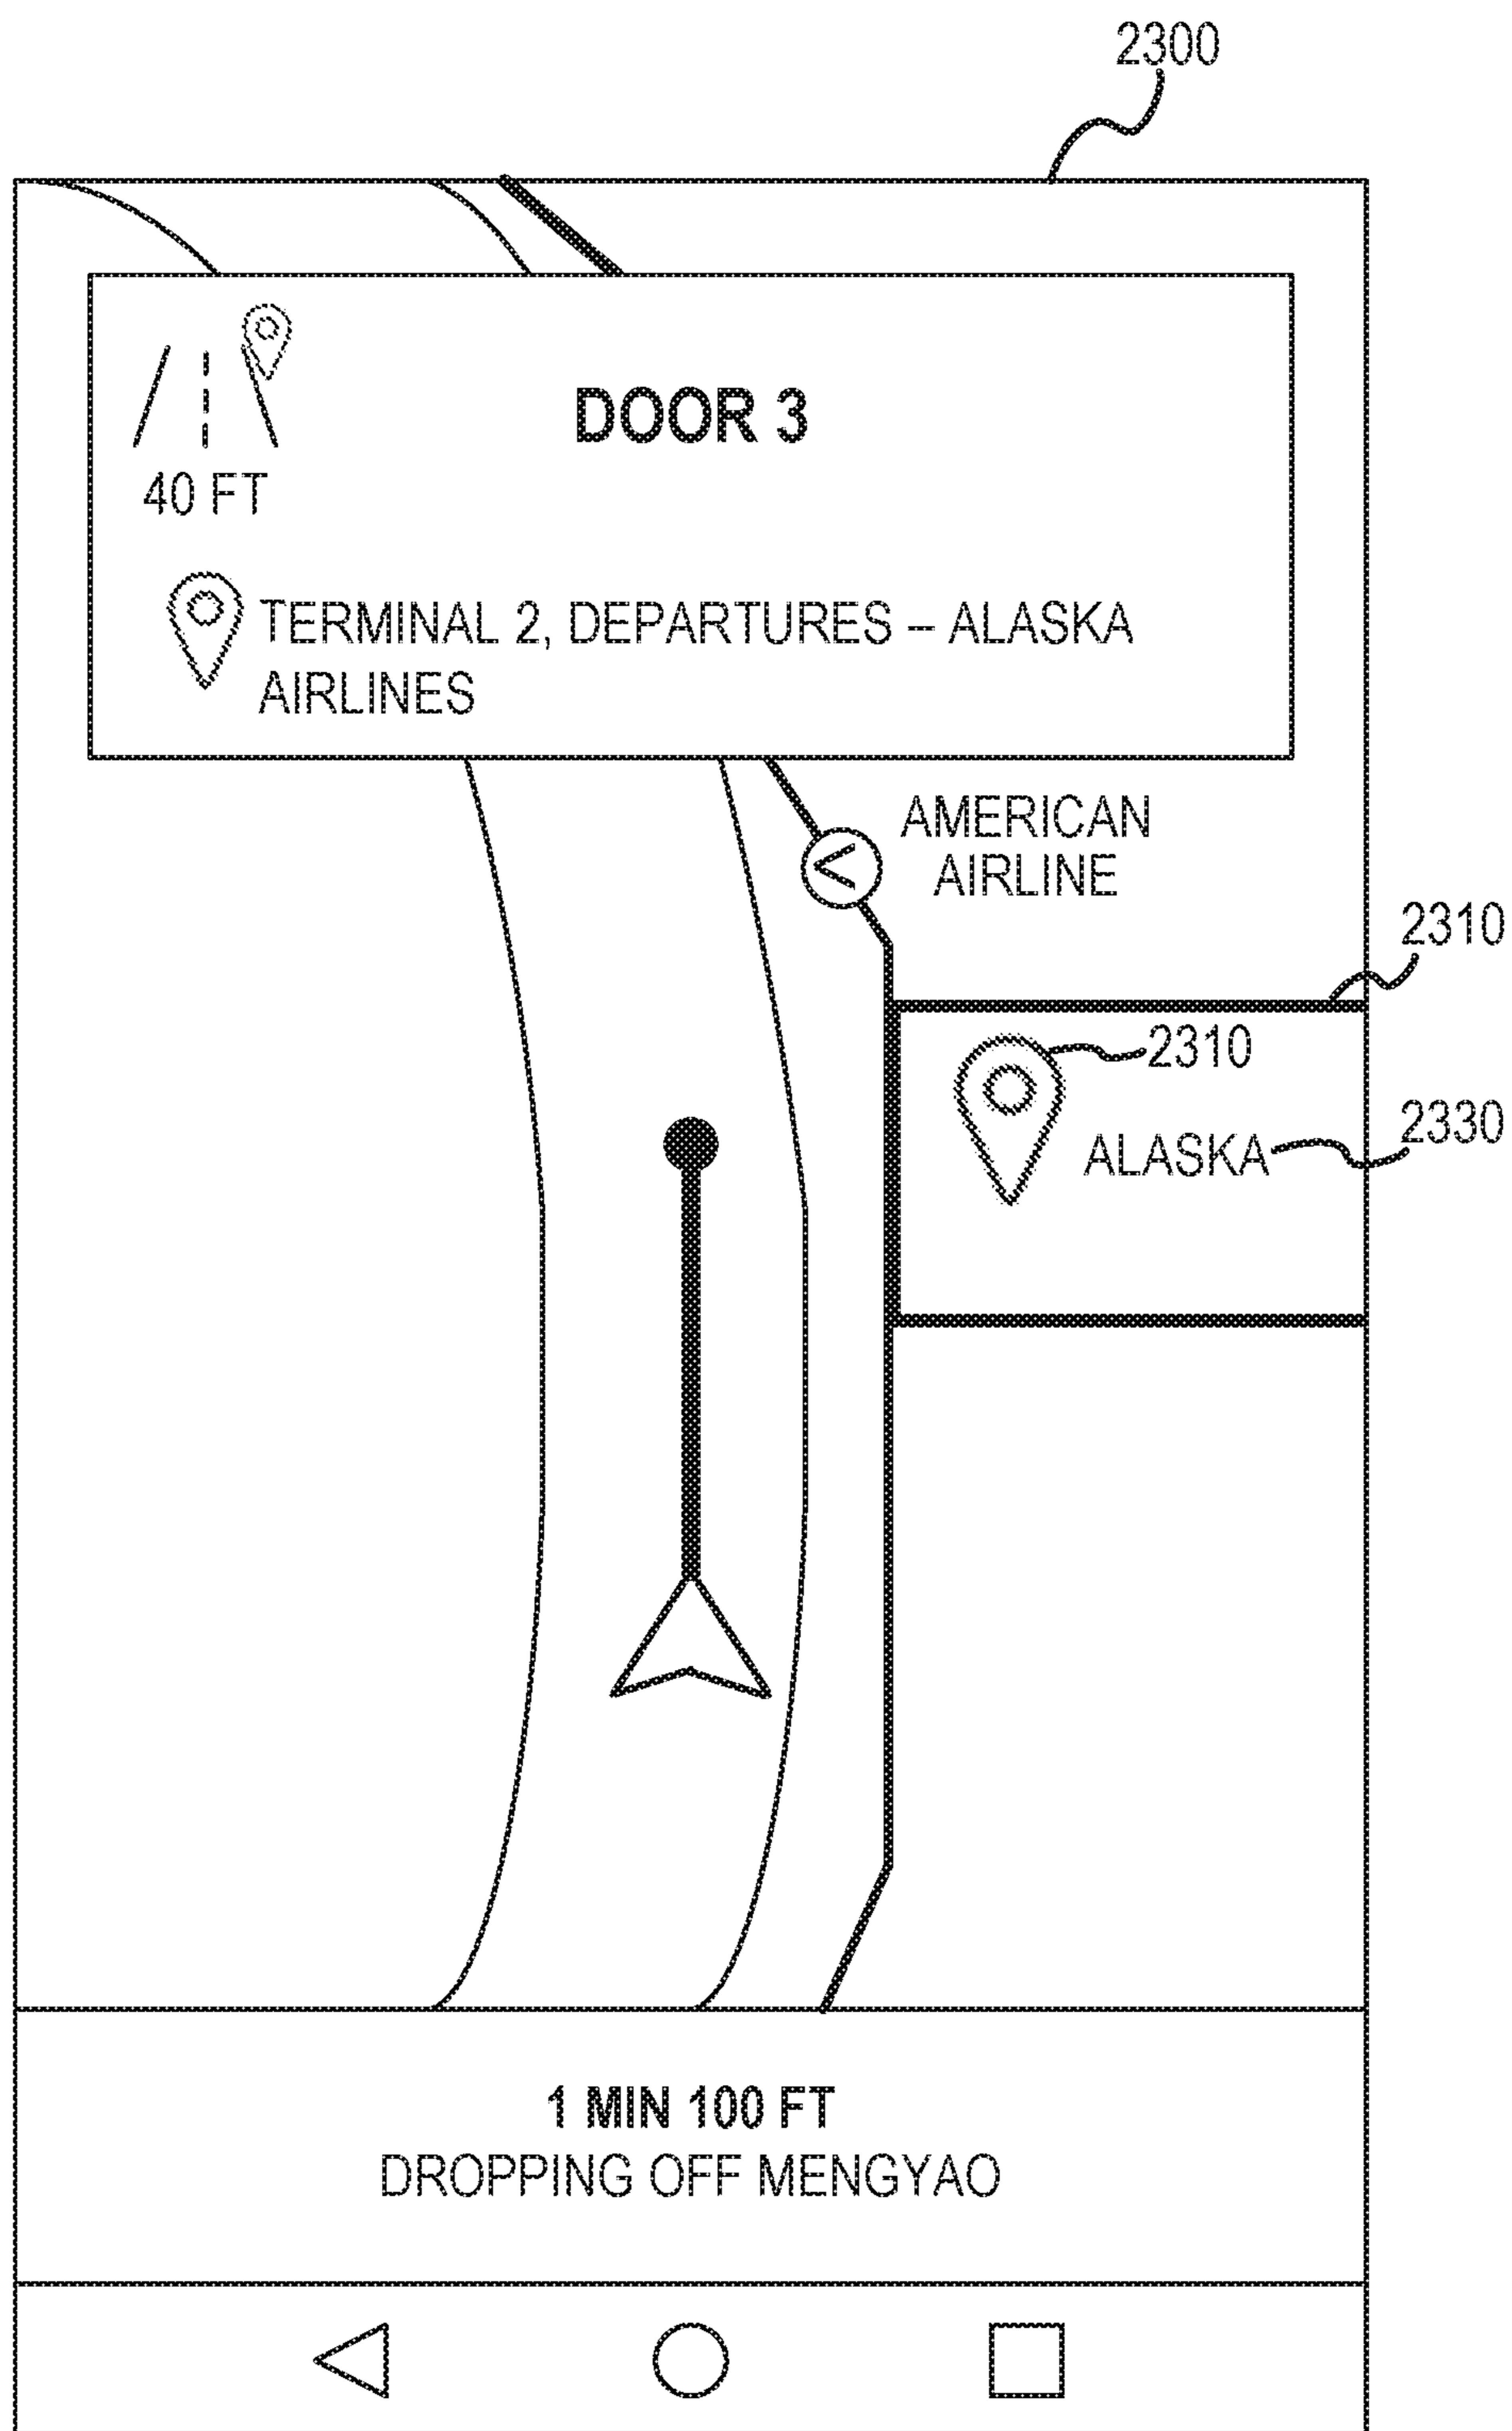 2300
DOOR 3
40 FT
TERMINAL 2, DEPARTURES – ALASKA
AIRLINES
AMERICAN
AIRLINE
2310
2310
2330
ALASKA
1 MIN 100 FT
DROPPING OFF MENGYAO